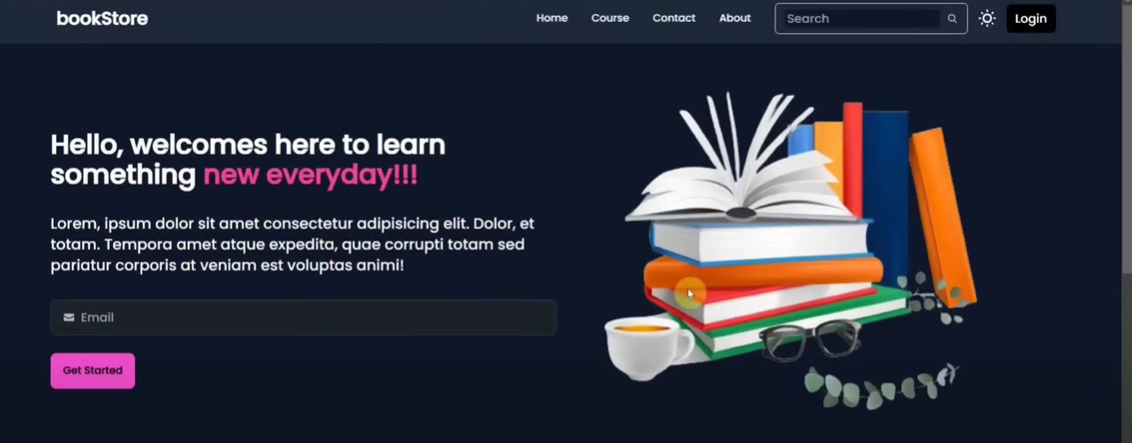 bookStore
Home Course Contact About Search Login
Hello, welcomes here to learn
something new everyday!!!
Lorem, ipsum dolor sit amet consectetur adipisicing elit. Dolor, et
totam. Tempora amet atque expedita, quae corrupti totam sed
pariatur corporis at veniam est voluptas animi!
Email
Get Started